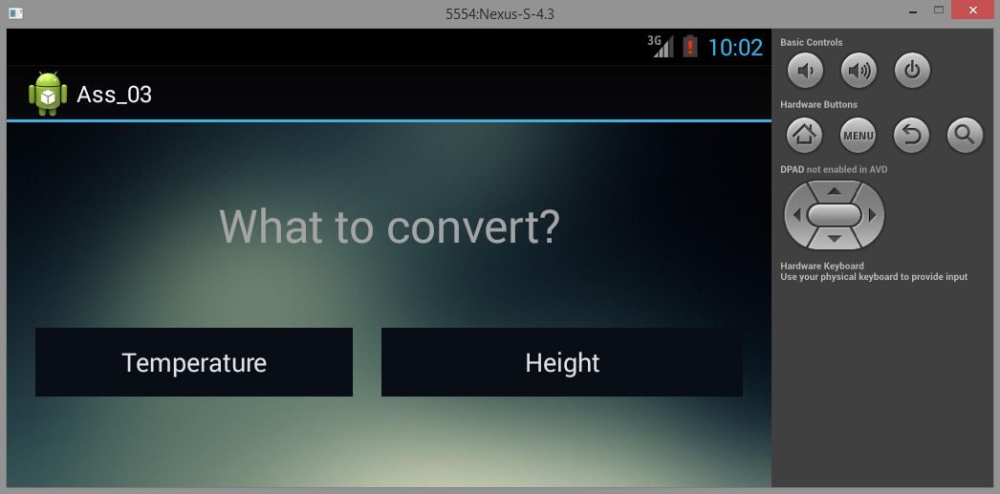 5554:Nexus-S-4.3
3G
10:02
Ass_03
What to convert?
Temperature
Height
Basic Controls
Hardware Buttons
MENU
DPAD not enabled in AVD
Hardware Keyboard
Use your physical keyboard to provide input